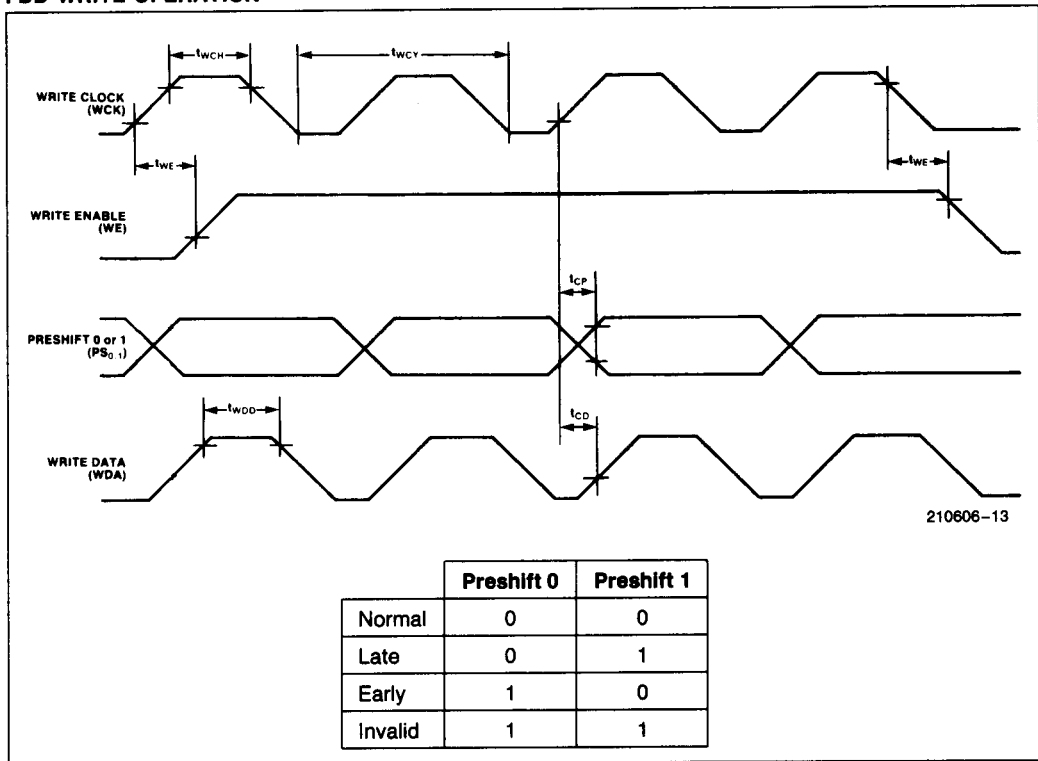 FDD WRITE OPERATION
tWCH
tWCY
WRITE CLOCK
(WCK)
tWE
tWE
WRITE ENABLE
(WE)
tCP
PRESHIFT 0 or 1
(PS0,1)
tWDD
tCD
WRITE DATA
(WDA)
210606-13
Preshift 0 Preshift 1
Normal 0 0
Late 0 1
Early 1 0
Invalid 1 1